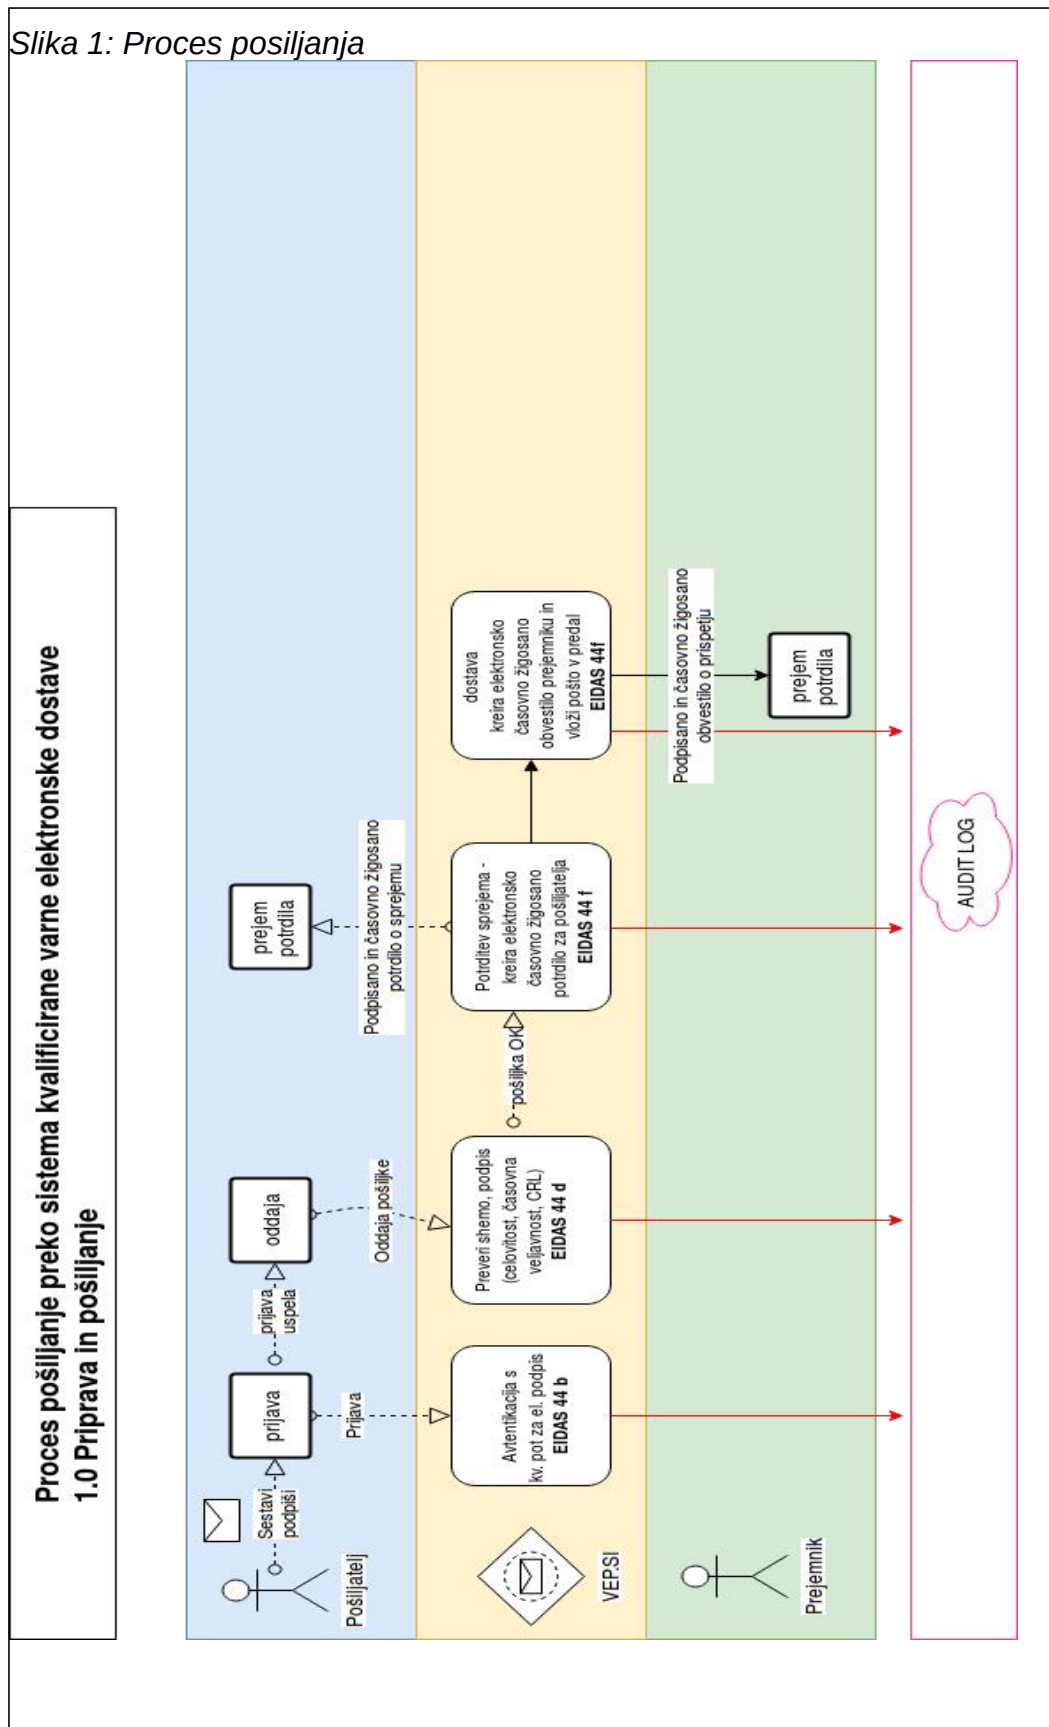 Slika 1: Proces posiljanja
Proces pošiljanje preko sistema kvalificirane varne elektronske dostave
1.0 Priprava in pošiljanje
Pošiljatelj
Sestavi
podpiši
prijava
prijava
uspela
oddaja
prejem
potrdila
Prijava
Oddaja pošiljke
Podpisano in časovno žigosano
potrdilo o sprejemu
VEP.SI
Avtentikacija s
kv. pot za el. podpis
EIDAS 44 b
Preveri shemo, podpis
(celovitost, časovna
veljavnost, CRL)
EIDAS 44 d
pošiljka OK
Potrditev sprejema -
kreira elektronsko
časovno žigosano
potrdilo za pošiljatelja
EIDAS 44 f
dostava
kreira elektronsko
časovno žigosano
obvestilo prejemniku in
vloži pošto v predal
EIDAS 44f
Podpisano in časovno žigosano
obvestilo o prispetju
Prejemnik
prejem
potrdila
AUDIT LOG